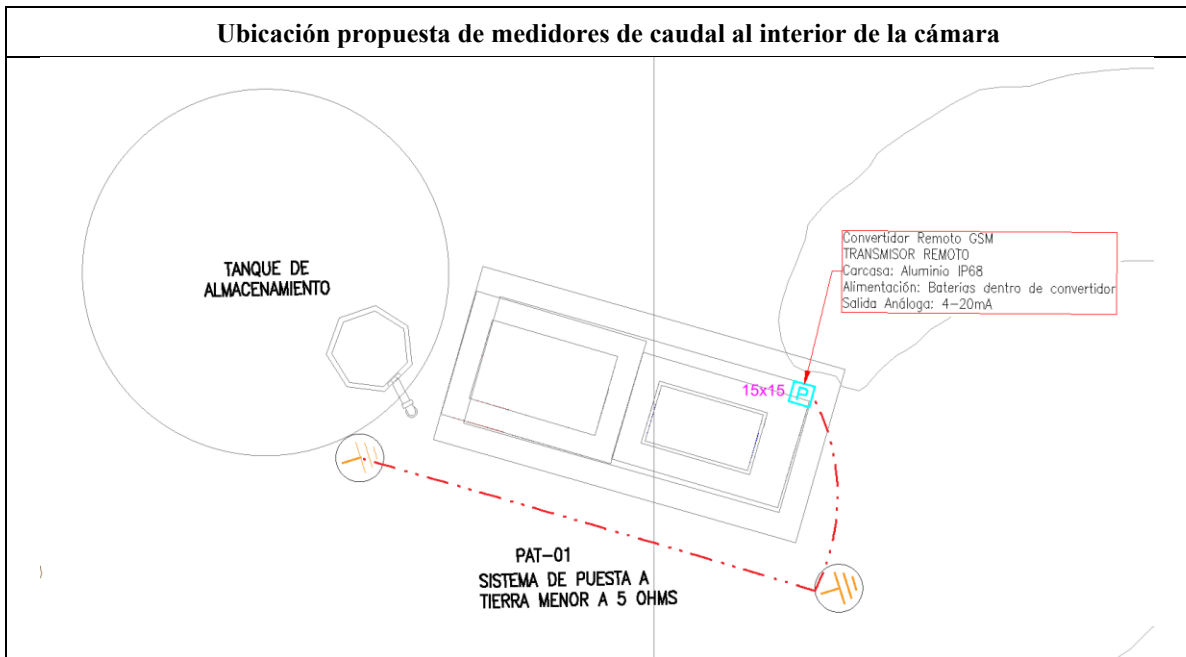 Ubicación propuesta de medidores de caudal al interior de la cámara
TANQUE DE
ALMACENAMIENTO
Convertidor Remoto GSM
TRANSMISOR REMOTO
Carcasa: Aluminio IP68
Alimentación: Baterias dentro de convertidor
Salida Análoga: 4-20mA
15x15
P
PAT-01
SISTEMA DE PUESTA A
TIERRA MENOR A 5 OHMS
)